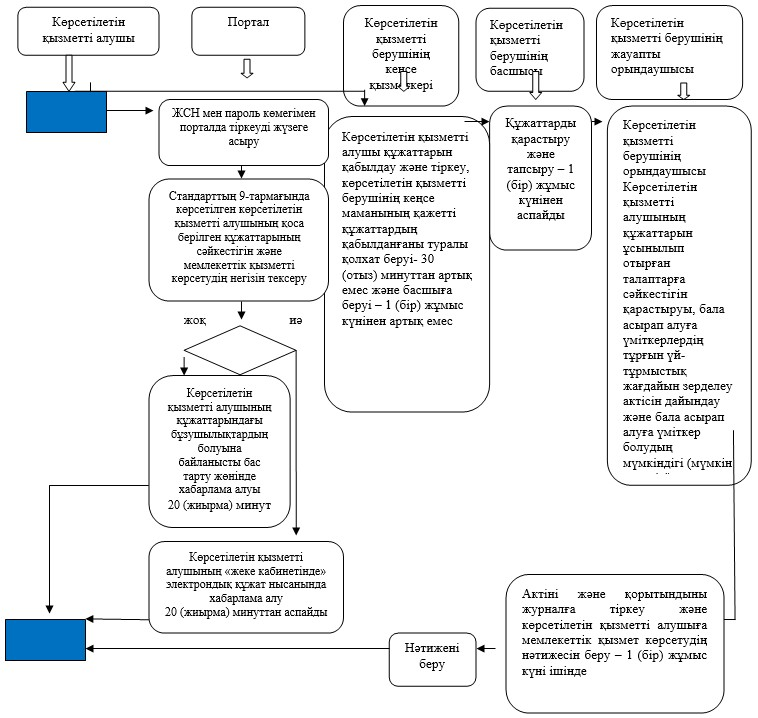 Көрсетілетін
қызметті алушы
Портал
Көрсетілетін
қызметті
берушінің
кеңсе
Көрсетілетін
қызметті
берушінің
басшысы
Көрсетілетін
қызметті берушінің
жауапты
орындаушысы
ЖСН мен пароль көмегімен
порталда тіркеуді жүзеге
асыру
Стандарттың 9-тармағында
көрсетілген көрсетілетін
қызметті алушының қоса
берілген құжаттарының
сәйкестігін және
мемлекеттік қызметті
көрсетудің негізін тексеру
жоқ
иә
Көрсетілетін
қызметті алушының
құжаттарындағы
бұзушылықтардың
болуына
байланысты бас
тарту жөнінде
хабарлама алуы
20 (жиырма) минут
Көрсетілетін қызметті
алушының «жеке кабинетінде»
электрондық құжат нысанында
хабарлама алу
20 (жиырма) минуттан аспайды
Көрсетілетін қызметті
алушы құжаттарын
қабылдау және тіркеу,
көрсетілетін қызметті
берушінің кеңсе
маманының қажетті
құжаттардың
қабылданғаны туралы
қолхат беруі- 30
(отыз) минуттан артық
емес және басшыға
беруі – 1 (бір) жұмыс
күнінен артық емес
Құжаттарды
қарастыру
және
тапсыру – 1
(бір) жұмыс
күнінен
аспайды
Көрсетілетін
қызметті
берушінің
орындаушысы
Көрсетілетін
қызметті
алушының
құжаттарын
ұсынылып
отырған
талаптарға
сәйкестігін
қарастыруы, бала
асырап алуға
үміткерлердің
тұрғын үй-
тұрмыстық
жағдайын зерделеу
актісін дайындау
және бала асырап
алуға үміткер
болудың
мүмкіндігі (мүмкін
Актіні және қорытындыны
журналға тіркеу және
көрсетілетін қызметті алушыға
мемлекеттік қызмет көрсетудің
нәтижесін беру – 1 (бір) жұмыс
күні ішінде
Нәтижені
беру